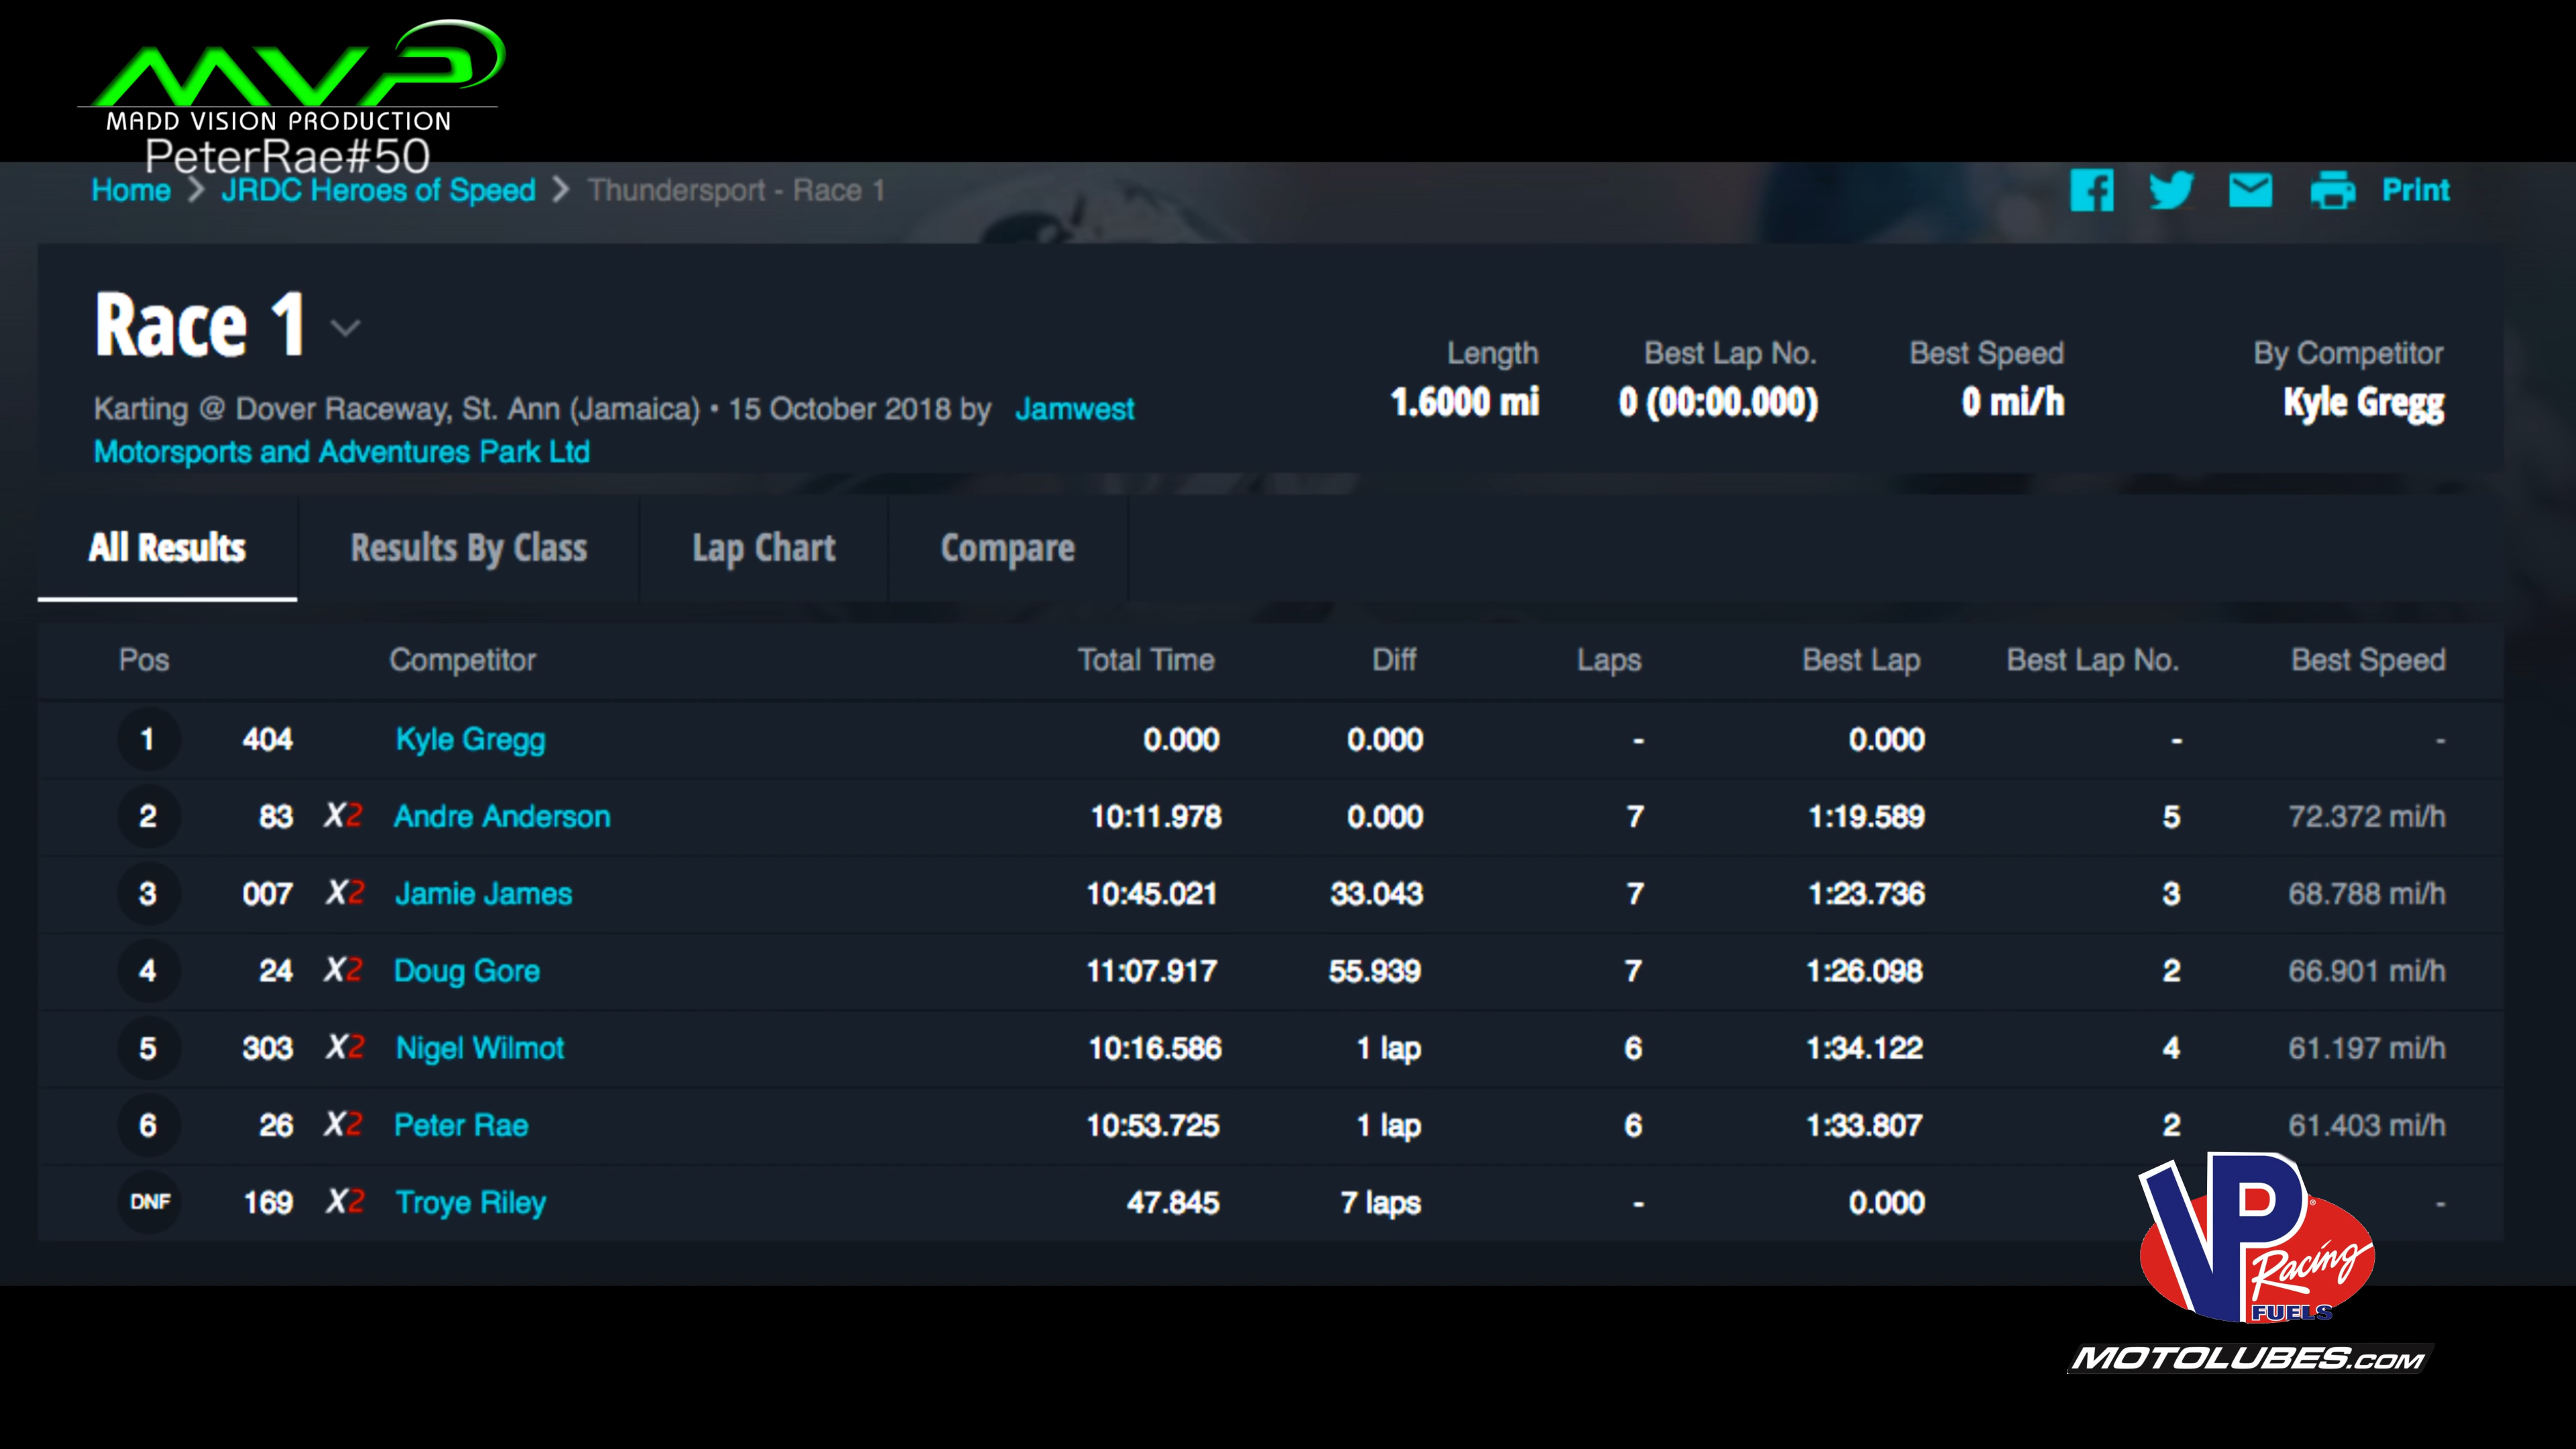 MVP
MADD VISION PRODUCTION
PeterRae#50
Home > JRDC Heroes of Speed > Thundersport - Race 1 Print
Race 1
Karting @ Dover Raceway, St. Ann (Jamaica) • 15 October 2018 by Jamwest
Motorsports and Adventures Park Ltd
Length Best Lap No. Best Speed By Competitor
1.6000 mi 0 (00:00.000) 0 mi/h Kyle Gregg
All Results Results By Class Lap Chart Compare
Pos Competitor Total Time Diff Laps Best Lap Best Lap No. Best Speed
1 404 Kyle Gregg 0.000 0.000 - 0.000 - -
2 83 X2 Andre Anderson 10:11.978 0.000 7 1:19.589 5 72.372 mi/h
3 007 X2 Jamie James 10:45.021 33.043 7 1:23.736 3 68.788 mi/h
4 24 X2 Doug Gore 11:07.917 55.939 7 1:26.098 2 66.901 mi/h
5 303 X2 Nigel Wilmot 10:16.586 1 lap 6 1:34.122 4 61.197 mi/h
6 26 X2 Peter Rae 10:53.725 1 lap 6 1:33.807 2 61.403 mi/h
DNF 169 X2 Troye Riley 47.845 7 laps - 0.000 -
VP Racing
FUELS
MOTOLUBES.COM